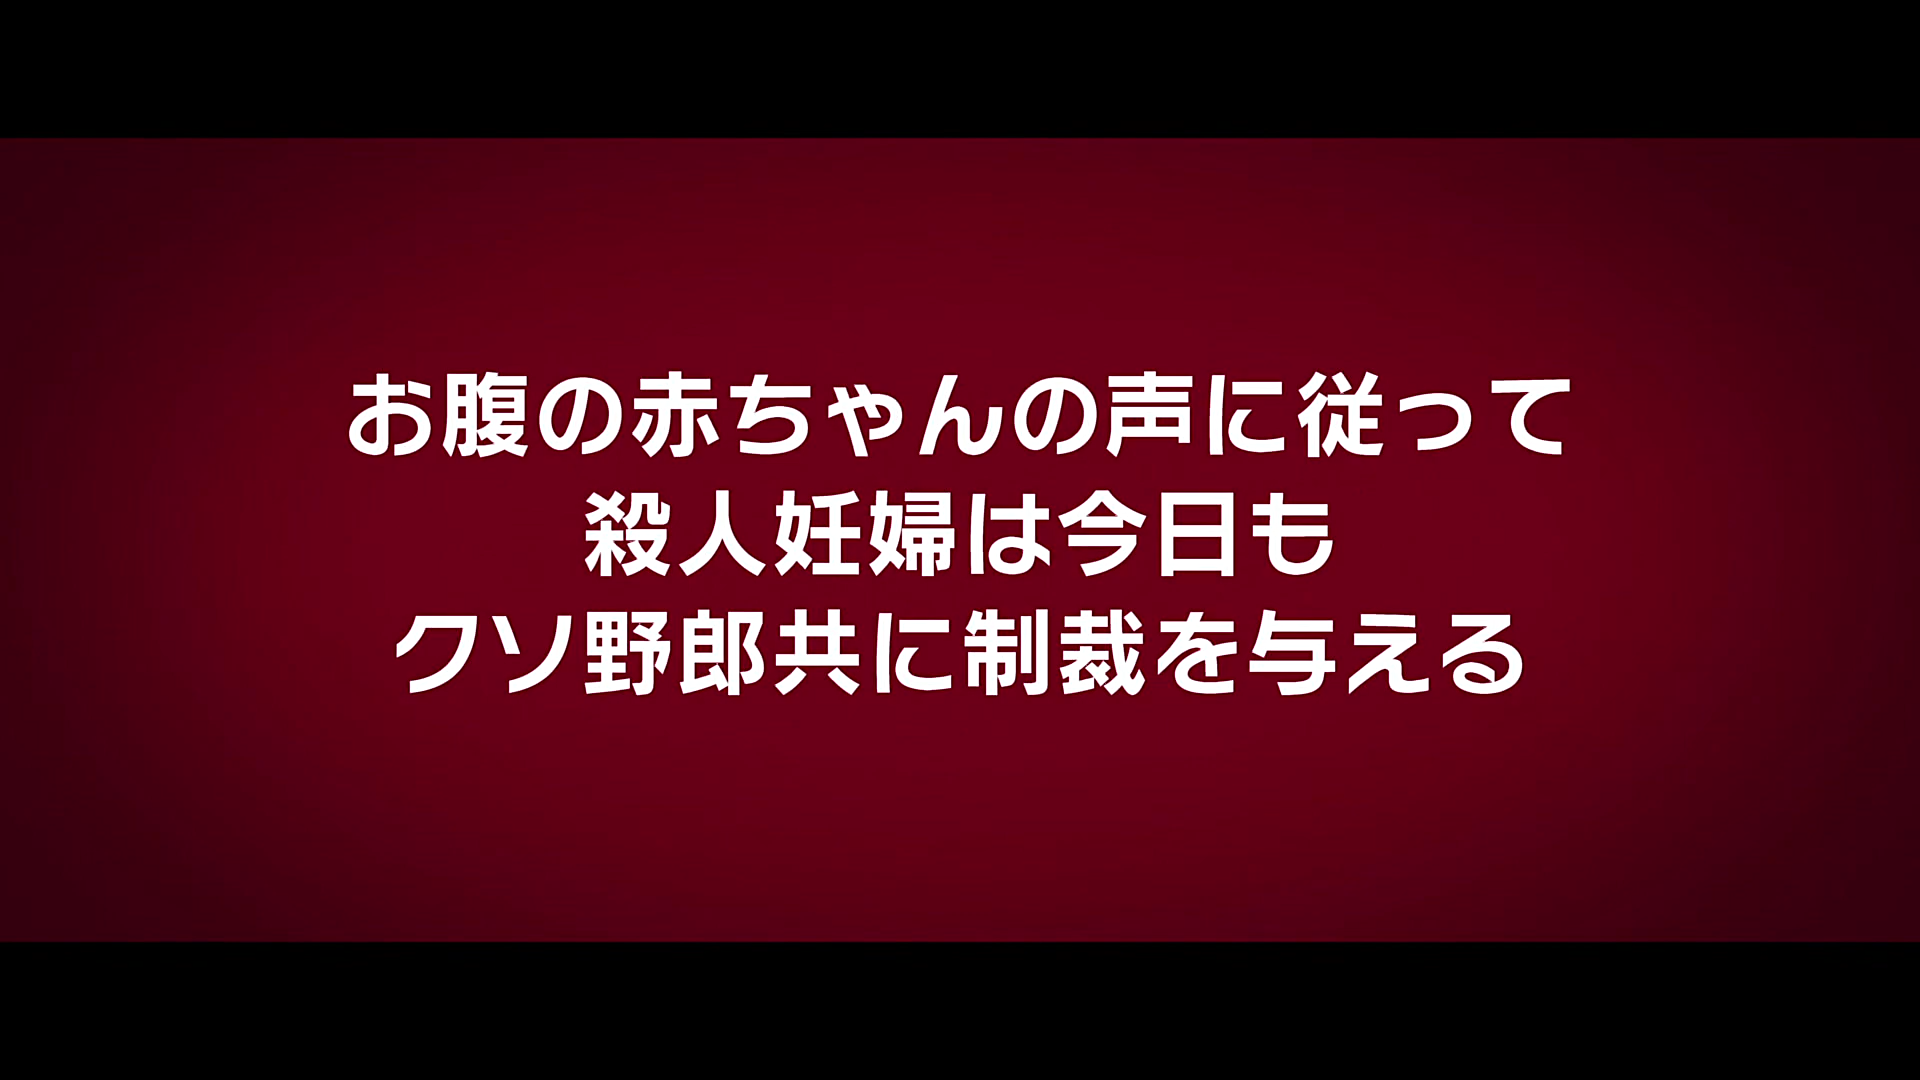 お腹の赤ちゃんの声に従って
殺人妊婦は今日も
クソ野郎共に制裁を与える